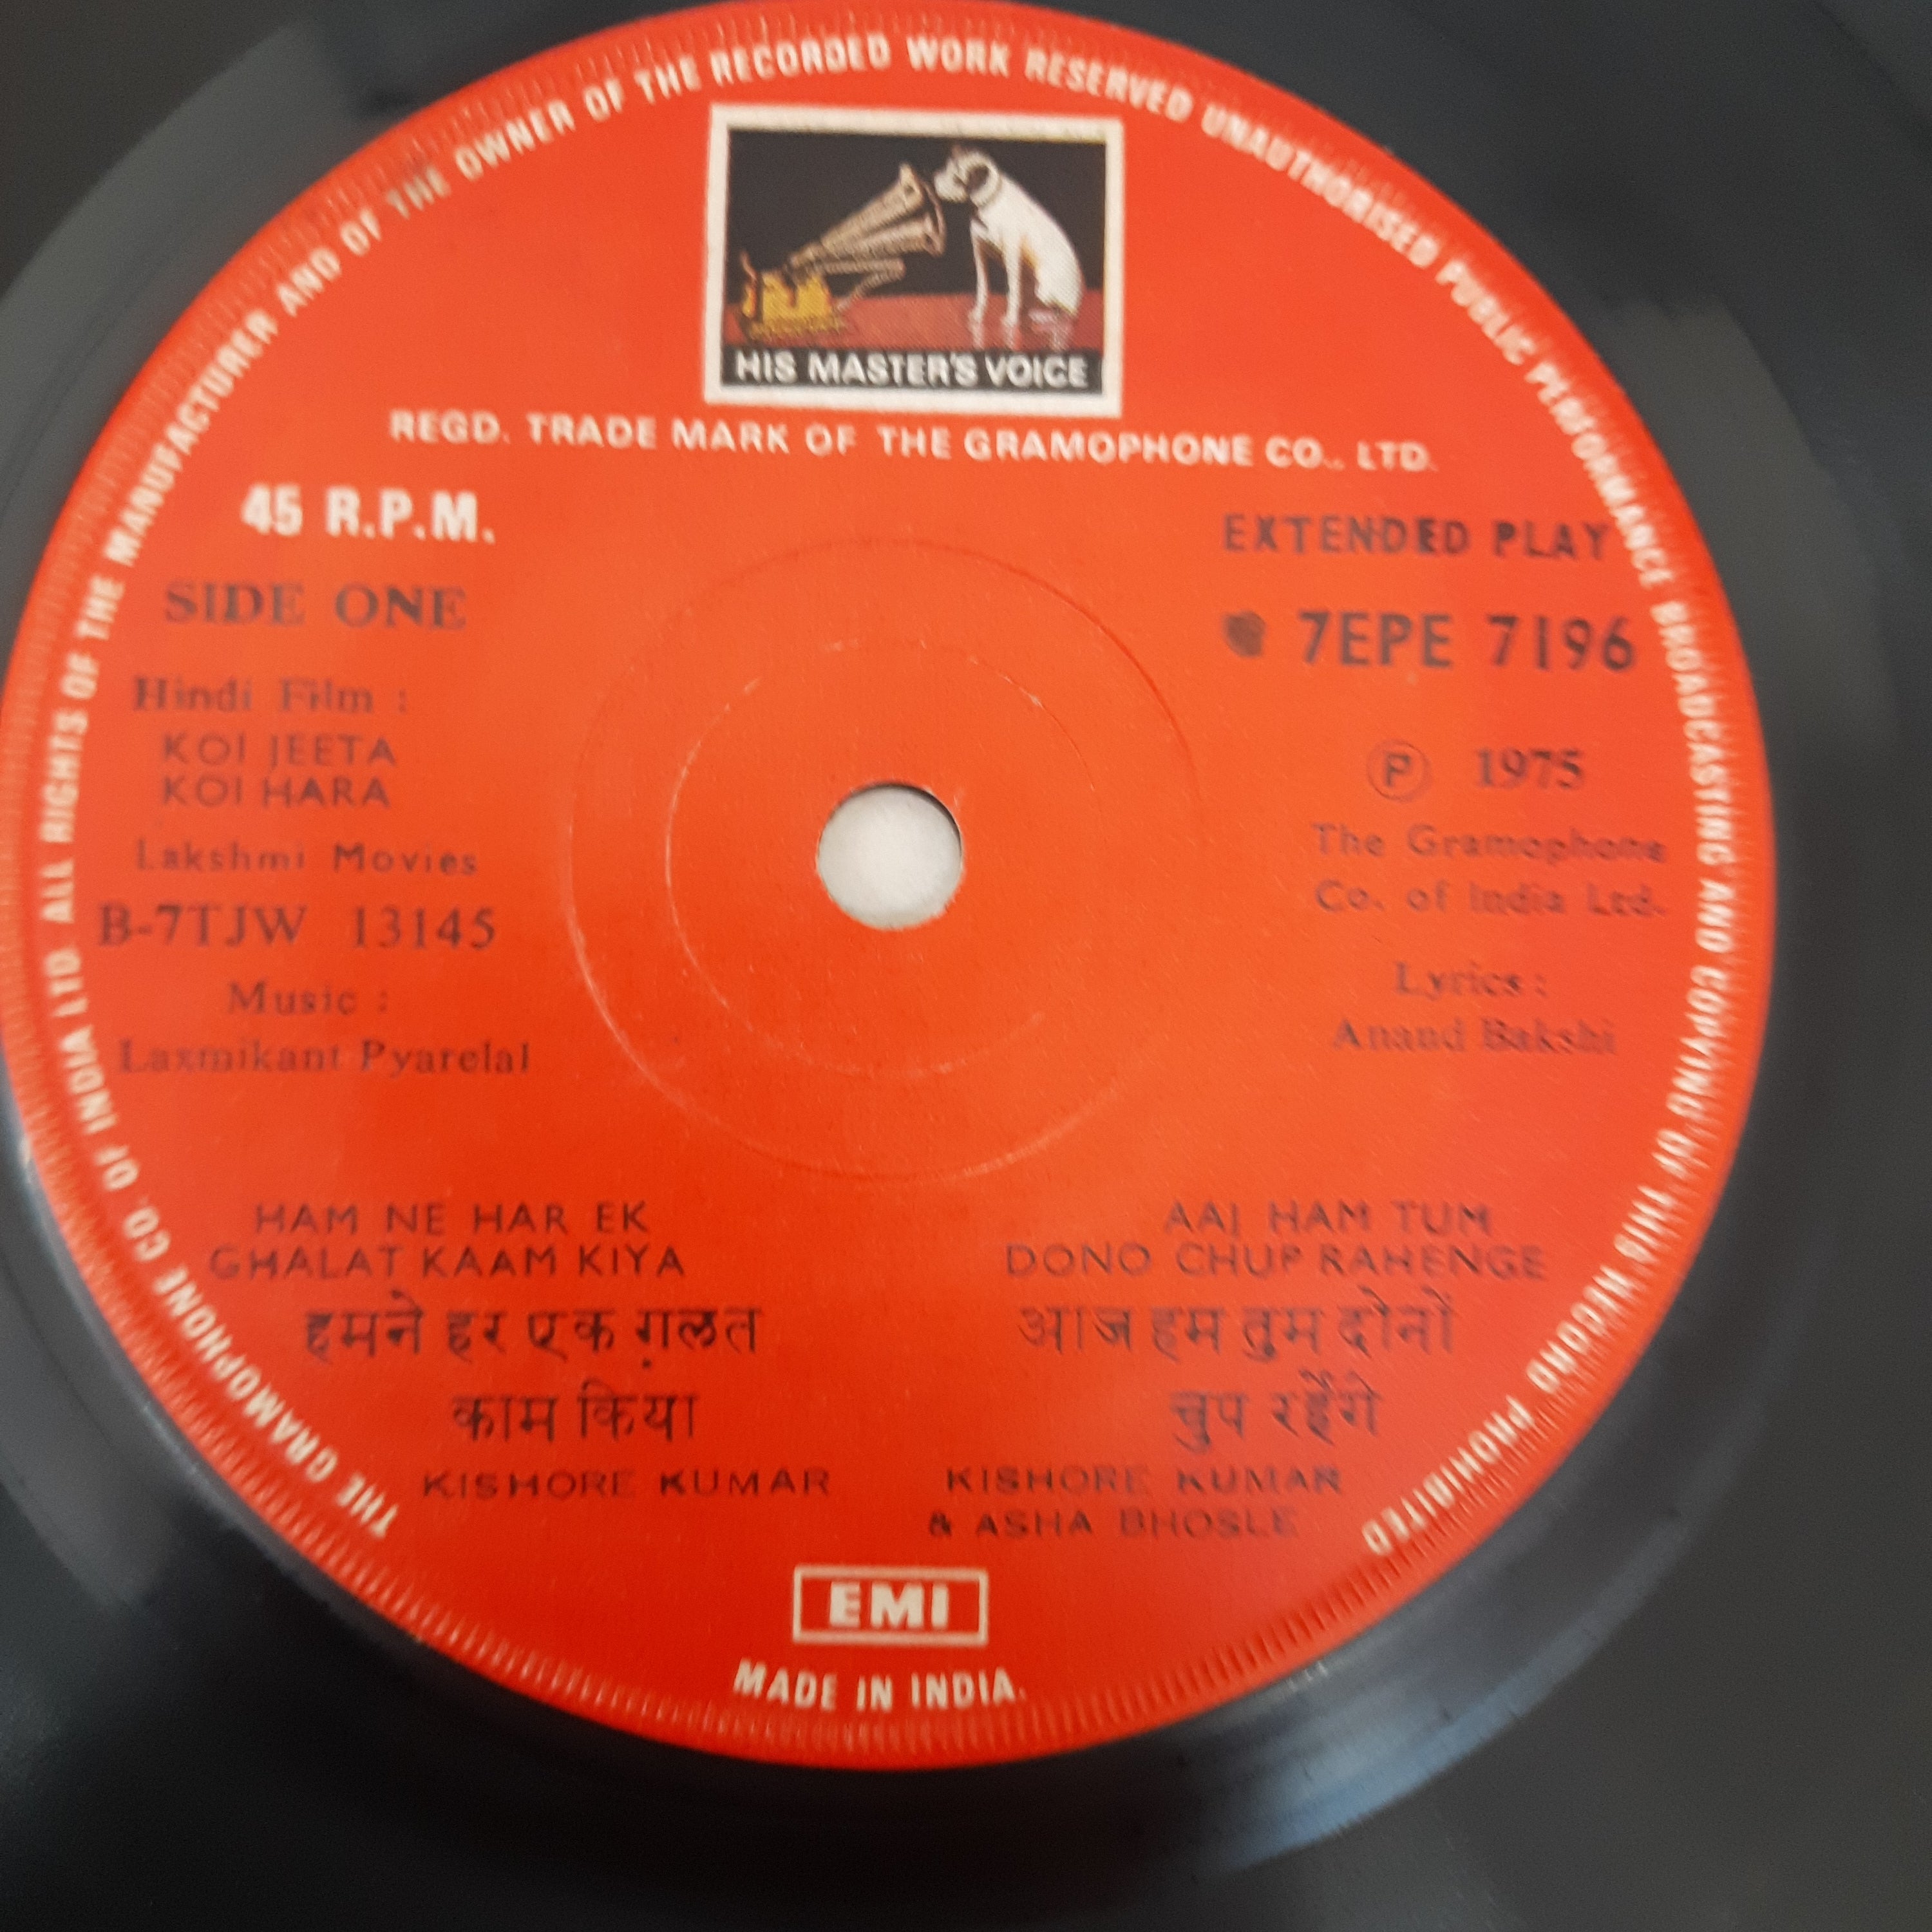 THE GRAMOPHONE CO. OF INDIA LTD. ALL RIGHTS OF THE MANUFACTURER AND OF THE OWNER OF THE RECORDED WORK RESERVED UNAUTHORISED PUBLIC PERFORMANCE BROADCASTING AND COPYING OF THIS RECORD PROHIBITED
HIS MASTER'S VOICE
REGD. TRADE MARK OF THE GRAMOPHONE CO., LTD.
45 R.P.M.
EXTENDED PLAY
SIDE ONE
7EPE 7196
Hindi Film :
KOI JEETA
KOI HARA
Lakshmi Movies
B-7TJW 13145
Music :
Laxmikant Pyarelal
℗ 1975
The Gramophone
Co. of India Ltd.
Lyrics :
Anand Bakshi
HAM NE HAR EK
GHALAT KAAM KIYA
हमने हर एक ग़लत
काम किया
KISHORE KUMAR
AAJ HAM TUM
DONO CHUP RAHENGE
आज हम तुम दोनों
चुप रहेंगे
KISHORE KUMAR
& ASHA BHOSLE
EMI
MADE IN INDIA.